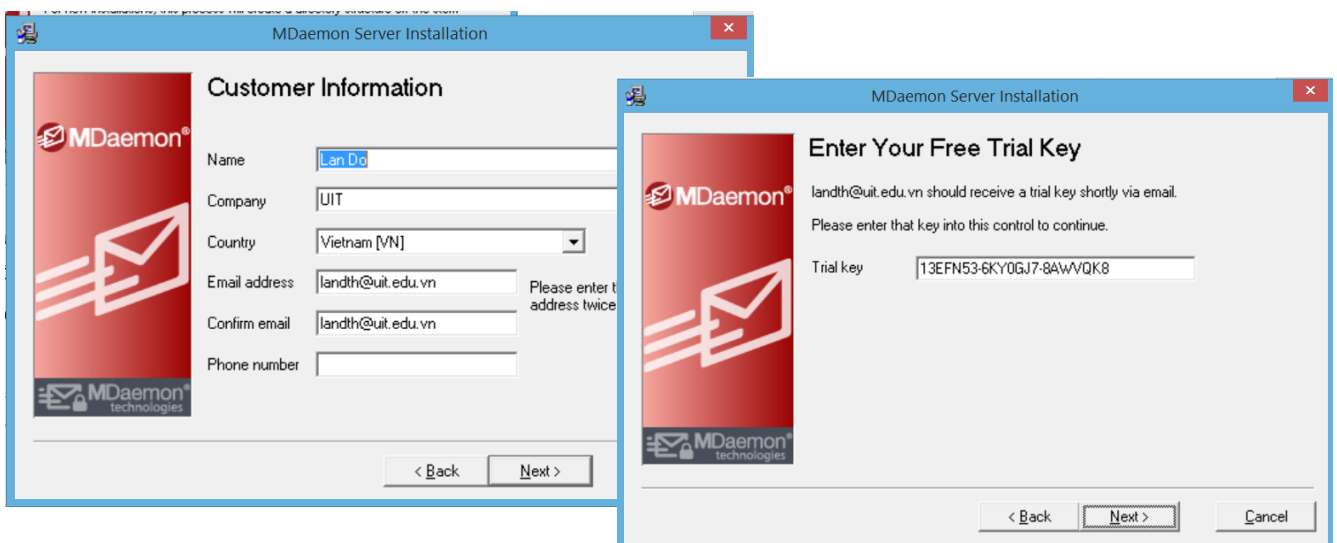 MDaemon Server Installation
Customer Information
MDaemon®
Name
Lan Do
Company
UIT
Country
Vietnam [VN]
Email address
landth@uit.edu.vn
Please enter t
address twice
Confirm email
landth@uit.edu.vn
Phone number
MDaemon®
technologies
< Back
Next >
MDaemon Server Installation
Enter Your Free Trial Key
MDaemon®
landth@uit.edu.vn should receive a trial key shortly via email.
Please enter that key into this control to continue.
Trial key
13EFN53-6KY0GJ7-8AWVQK8
MDaemon®
technologies
< Back
Next >
Cancel